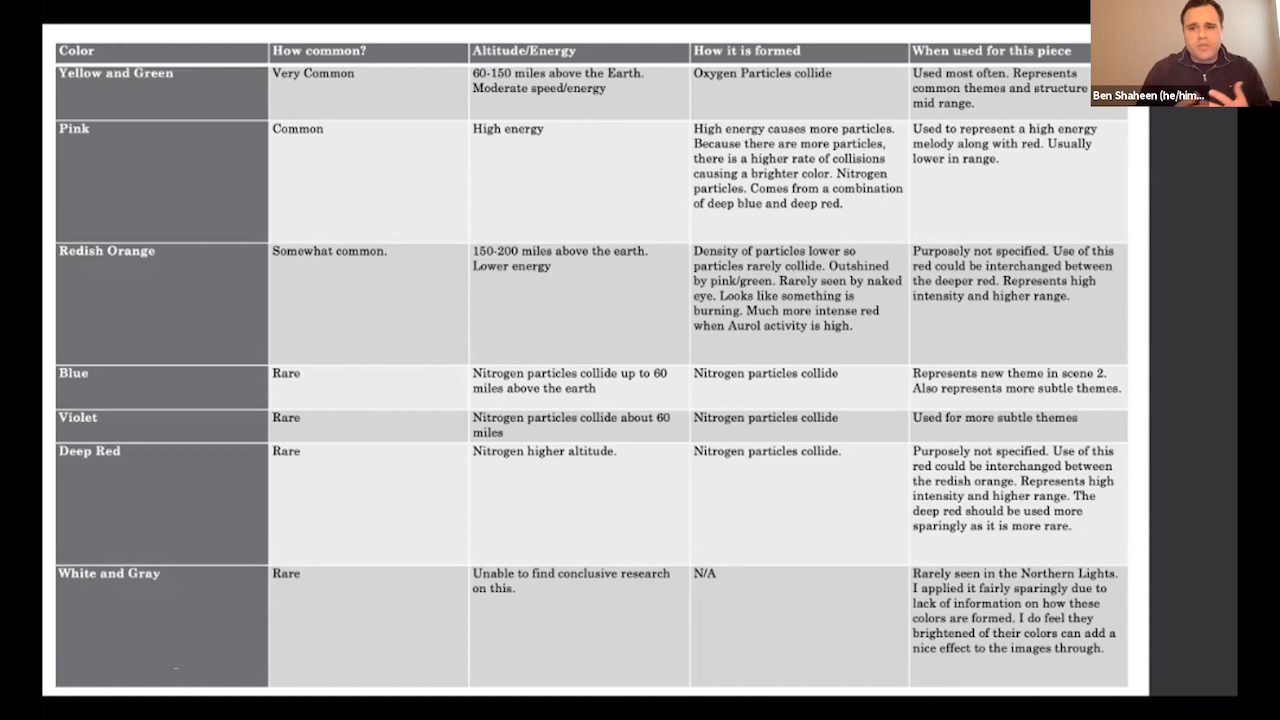 Color How common? Altitude/Energy How it is formed When used for this piece
Yellow and Green Very Common 60-150 miles above the Earth. Oxygen Particles collide Used most often. Represents
Moderate speed/energy common themes and structure
mid range.
Ben Shaheen (he/him...
Pink Common High energy High energy causes more particles. Used to represent a high energy
Because there are more particles, melody along with red. Usually
there is a higher rate of collisions lower in range.
causing a brighter color. Nitrogen
particles. Comes from a combination
of deep blue and deep red.
Redish Orange Somewhat common. 150-200 miles above the earth. Density of particles lower so Purposely not specified. Use of this
Lower energy particles rarely collide. Outshined red could be interchanged between
by pink/green. Rarely seen by naked the deeper red. Represents high
eye. Looks like something is intensity and higher range.
burning. Much more intense red
when Aurol activity is high.
Blue Rare Nitrogen particles collide up to 60 Nitrogen particles collide Represents new theme in scene 2.
miles above the earth Also represents more subtle themes.
Violet Rare Nitrogen particles collide about 60 Nitrogen particles collide Used for more subtle themes
miles
Deep Red Rare Nitrogen higher altitude. Nitrogen particles collide. Purposely not specified. Use of this
red could be interchanged between
the redish orange. Represents high
intensity and higher range. The
deep red should be used more
sparingly as it is more rare.
White and Gray Rare Unable to find conclusive research N/A Rarely seen in the Northern Lights.
on this. I applied it fairly sparingly due to
lack of information on how these
colors are formed. I do feel they
brightened of their colors can add a
nice effect to the images through.